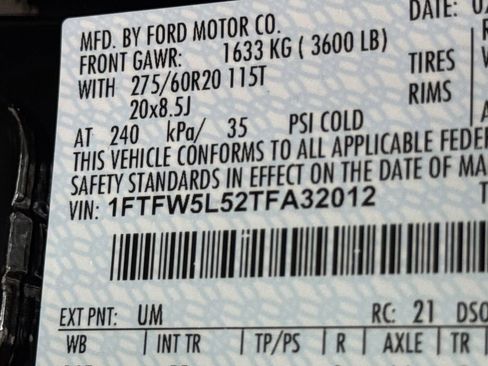 DATE:
MFD. BY FORD MOTOR CO.
FRONT GAWR: 1633 KG ( 3600 LB)
WITH 275/60R20 115T TIRES
20x8.5J RIMS
AT 240 kPa/ 35 PSI COLD
THIS VEHICLE CONFORMS TO ALL APPLICABLE FEDER
SAFETY STANDARDS IN EFFECT ON THE DATE OF MA
VIN: 1FTFW5L52TFA32012
EXT PNT: UM RC: 21 DSO
WB INT TR TP/PS R AXLE TR